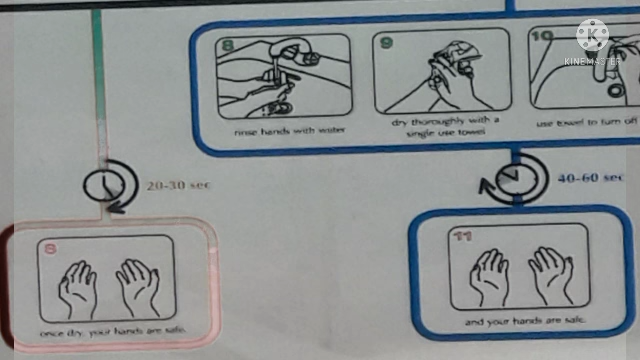 8
9
10
KINEMASTER
rinse hands with water
dry thoroughly with a
single use towel
use towel to turn off
20-30 sec
40-60 sec
8
11
once dry, your hands are safe.
and your hands are safe.